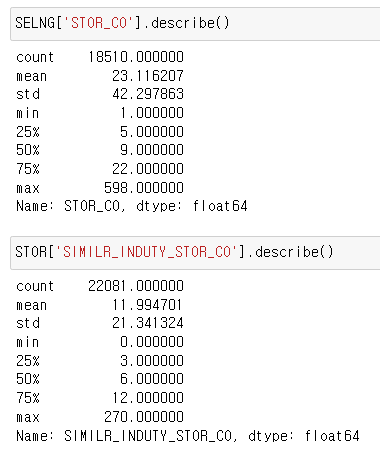 SELNG['STOR_CO'].describe()
count 18510.000000
mean 23.116207
std 42.297863
min 1.000000
25% 5.000000
50% 9.000000
75% 22.000000
max 598.000000
Name: STOR_CO, dtype: float64
STOR['SIMILR_INDUTY_STOR_CO'].describe()
count 22081.000000
mean 11.994701
std 21.341324
min 0.000000
25% 3.000000
50% 6.000000
75% 12.000000
max 270.000000
Name: SIMILR_INDUTY_STOR_CO, dtype: float64